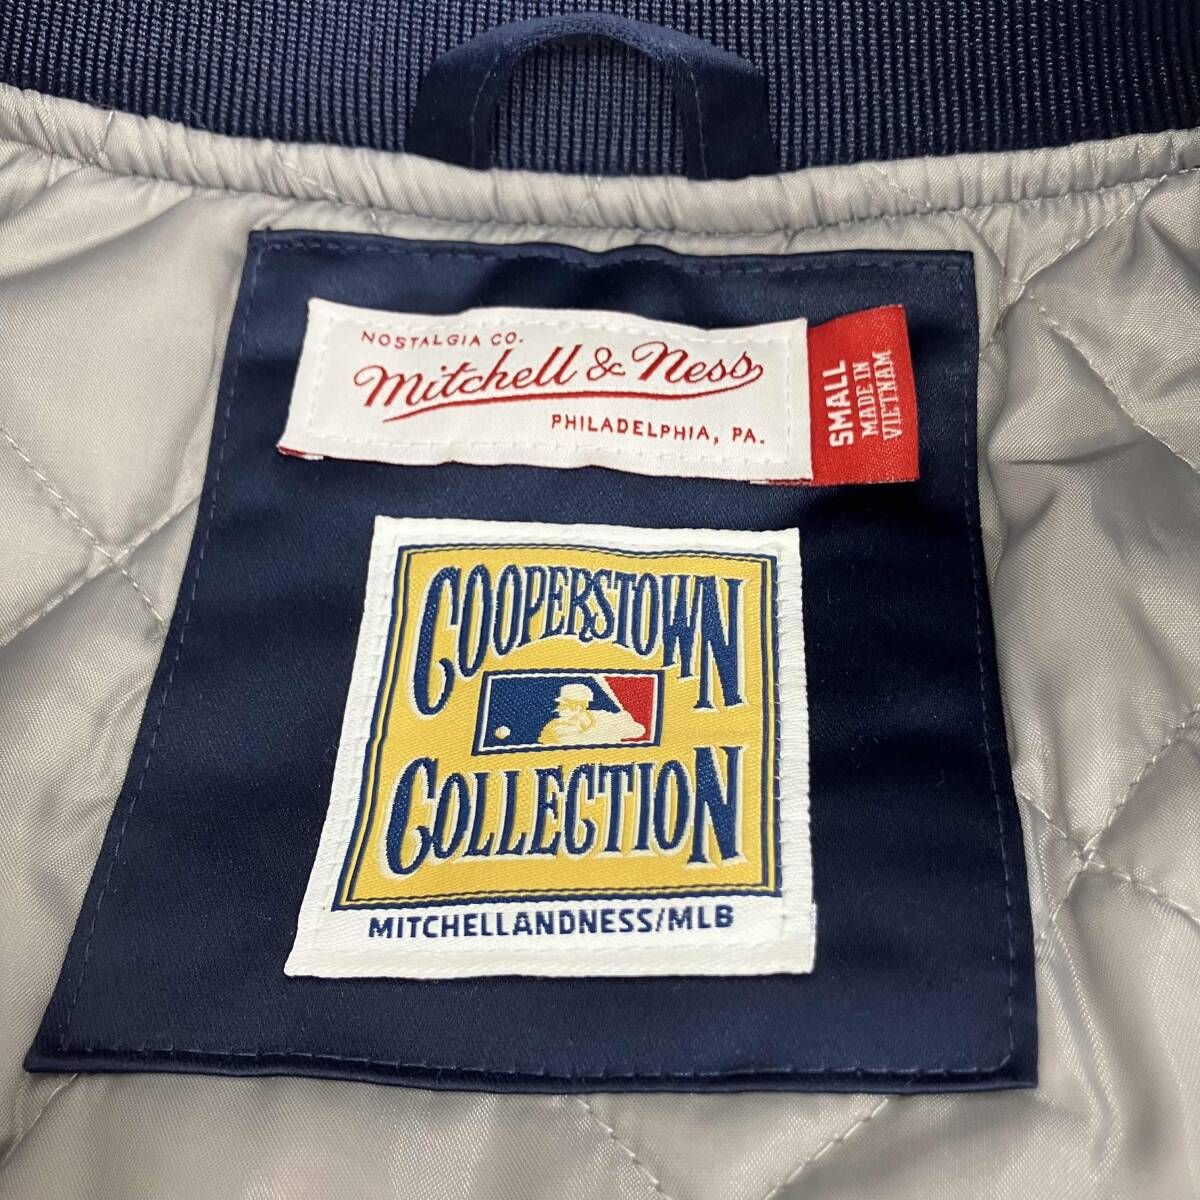 NOSTALGIA CO.
Mitchell & Ness
PHILADELPHIA, PA.
SMALL
MADE IN
VIETNAM
COOPERSTOWN
COLLECTION
MITCHELLANDNESS/MLB